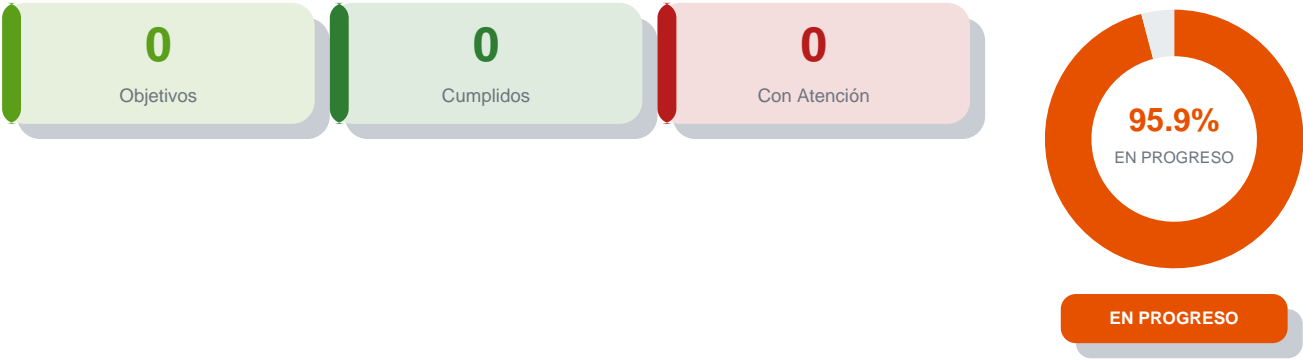 0
Objetivos
0
Cumplidos
0
Con Atención
95.9%
EN PROGRESO
EN PROGRESO